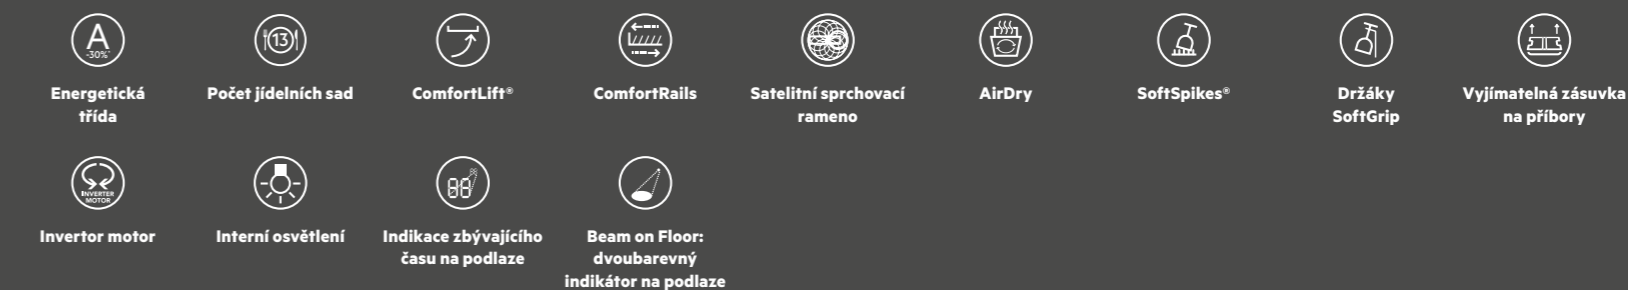 A
-30%*
13
Energetická
třída
Počet jídelních sad
ComfortLift®
ComfortRails
Satelitní sprchovací
rameno
AirDry
SoftSpikes®
Držáky
SoftGrip
Vyjímatelná zásuvka
na příbory
INVERTER
MOTOR
88
Invertor motor
Interní osvětlení
Indikace zbývajícího
času na podlaze
Beam on Floor:
dvoubarevný
indikátor na podlaze